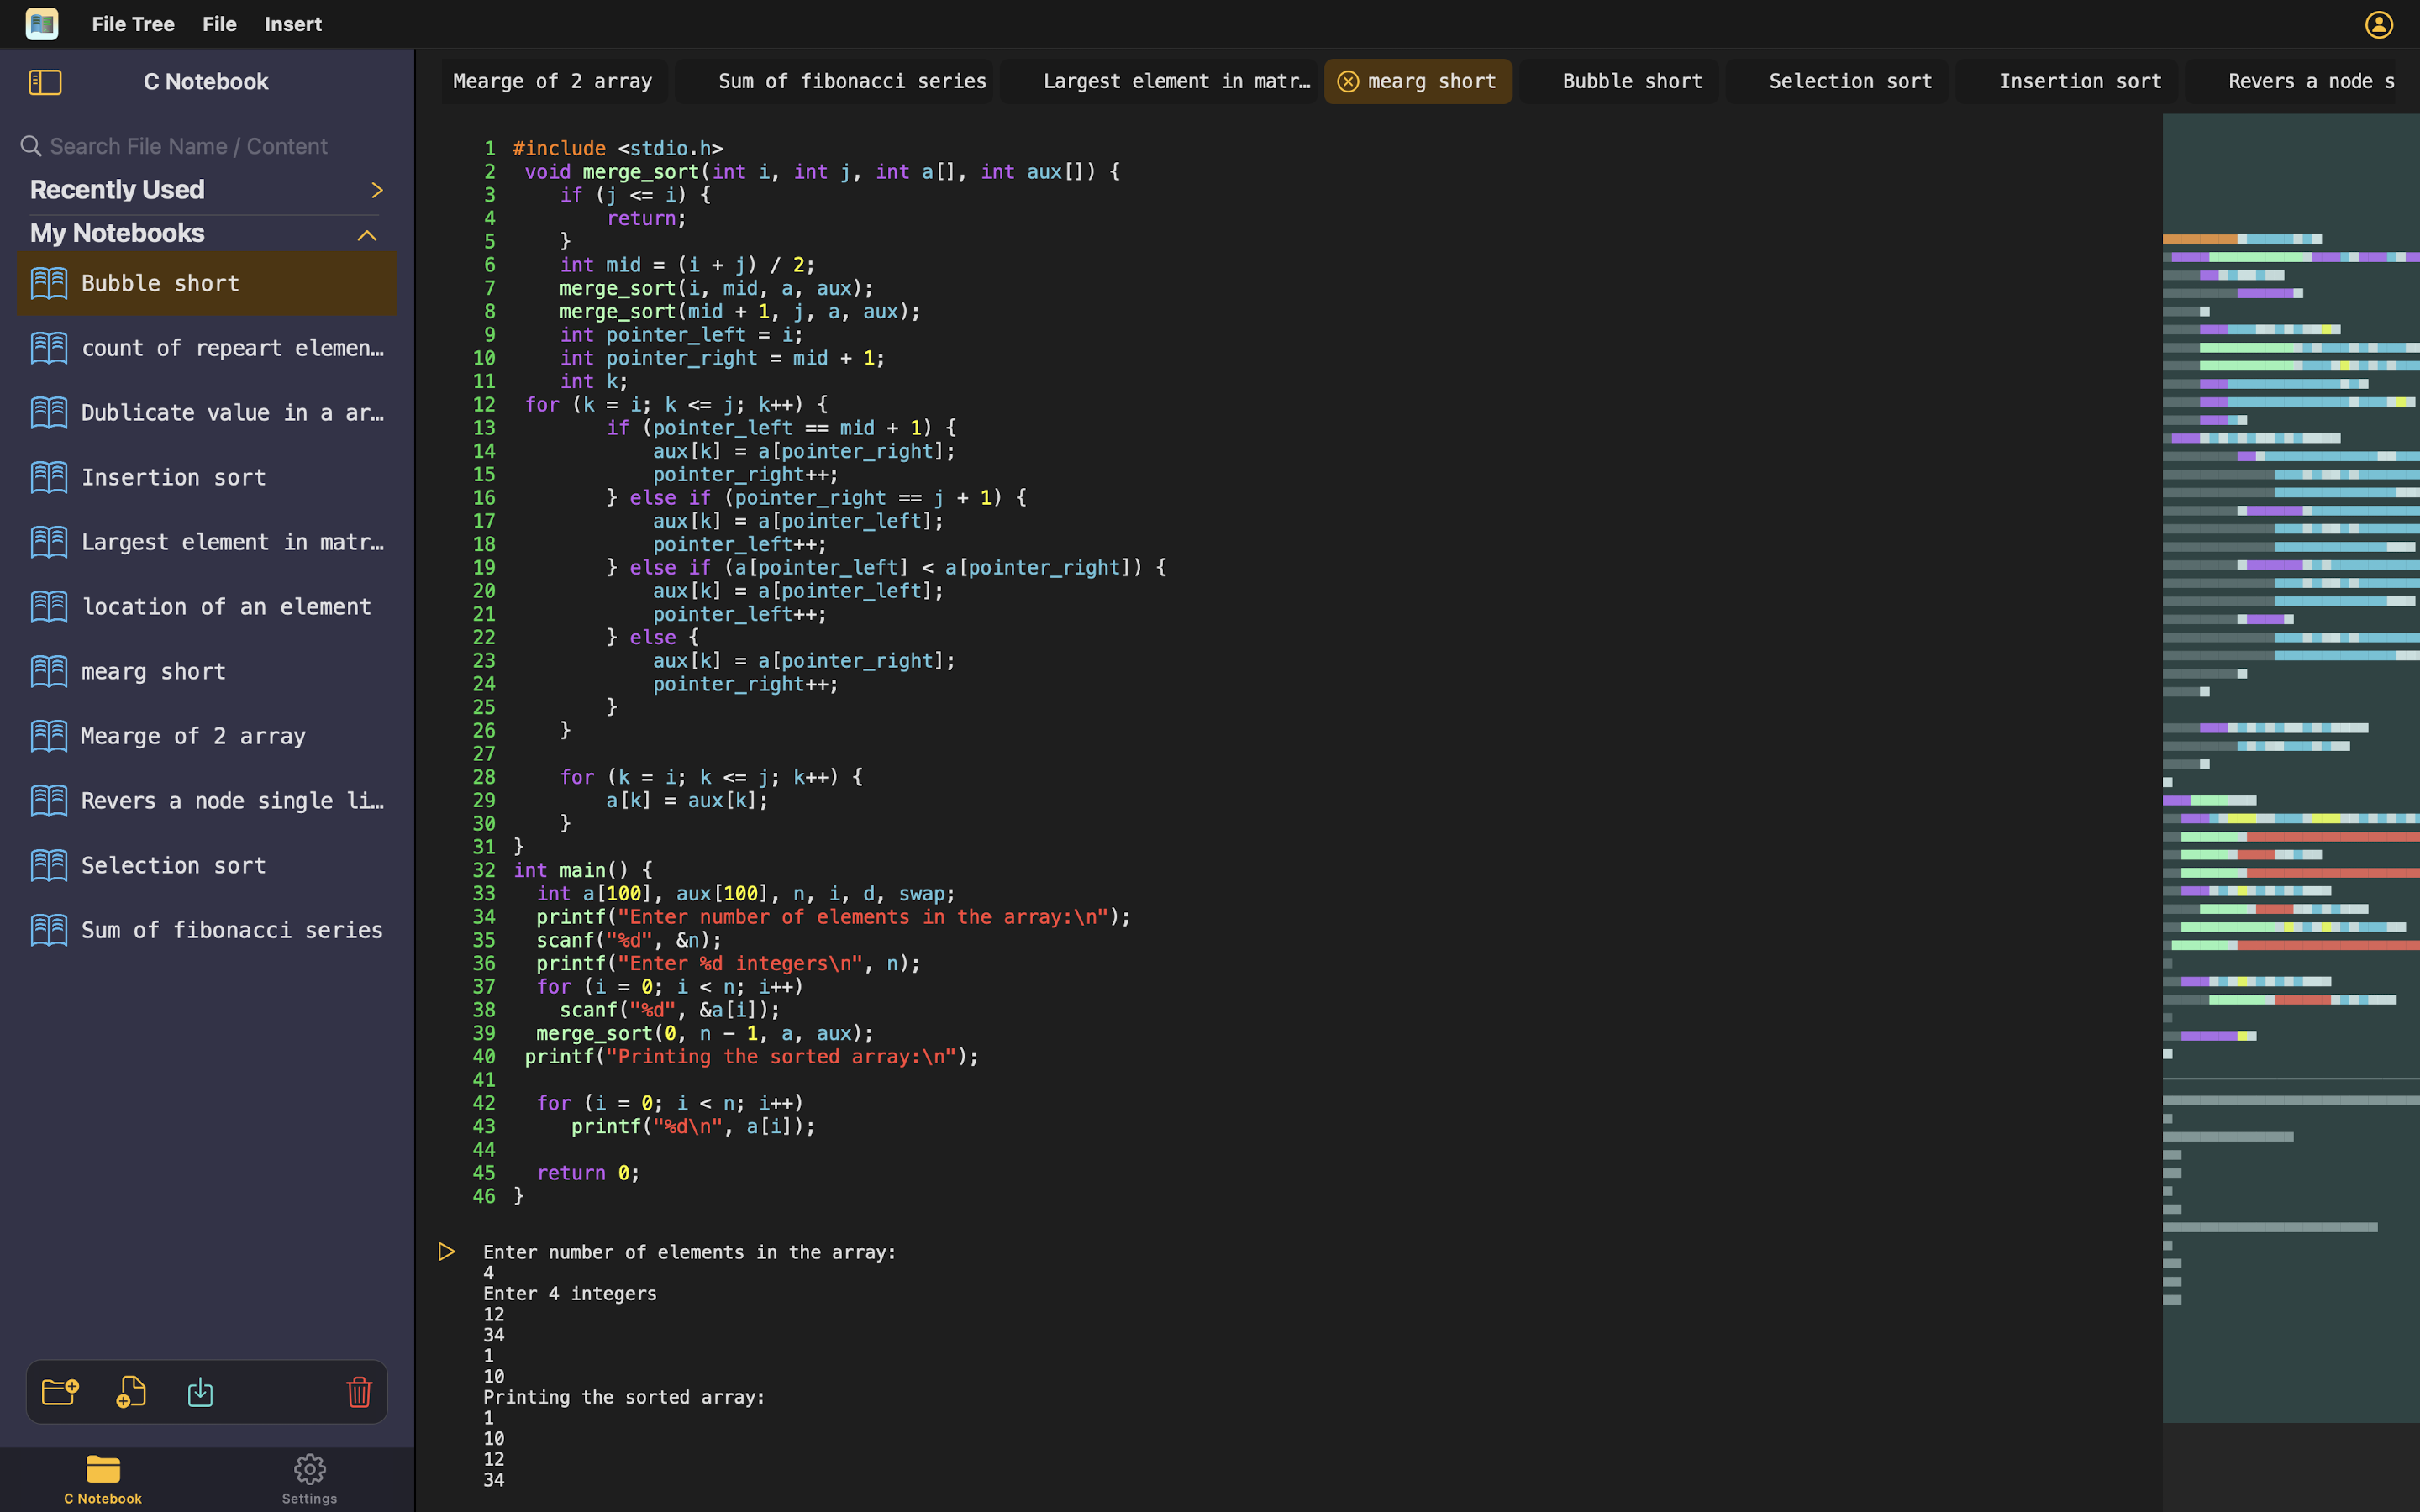 File Tree File Insert
C Notebook
Search File Name / Content
Recently Used
My Notebooks
Bubble short
count of repeart elemen…
Dublicate value in a ar…
Insertion sort
Largest element in matr…
location of an element
mearg short
Mearge of 2 array
Revers a node single li…
Selection sort
Sum of fibonacci series
C Notebook
Settings
Mearge of 2 array Sum of fibonacci series Largest element in matr… mearg short Bubble short Selection sort Insertion sort Revers a node s
1 #include <stdio.h>
2 void merge_sort(int i, int j, int a[], int aux[]) {
3 if (j <= i) {
4 return;
5 }
6 int mid = (i + j) / 2;
7 merge_sort(i, mid, a, aux);
8 merge_sort(mid + 1, j, a, aux);
9 int pointer_left = i;
10 int pointer_right = mid + 1;
11 int k;
12 for (k = i; k <= j; k++) {
13 if (pointer_left == mid + 1) {
14 aux[k] = a[pointer_right];
15 pointer_right++;
16 } else if (pointer_right == j + 1) {
17 aux[k] = a[pointer_left];
18 pointer_left++;
19 } else if (a[pointer_left] < a[pointer_right]) {
20 aux[k] = a[pointer_left];
21 pointer_left++;
22 } else {
23 aux[k] = a[pointer_right];
24 pointer_right++;
25 }
26 }
27
28 for (k = i; k <= j; k++) {
29 a[k] = aux[k];
30 }
31 }
32 int main() {
33 int a[100], aux[100], n, i, d, swap;
34 printf("Enter number of elements in the array:\n");
35 scanf("%d", &n);
36 printf("Enter %d integers\n", n);
37 for (i = 0; i < n; i++)
38 scanf("%d", &a[i]);
39 merge_sort(0, n - 1, a, aux);
40 printf("Printing the sorted array:\n");
41
42 for (i = 0; i < n; i++)
43 printf("%d\n", a[i]);
44
45 return 0;
46 }
Enter number of elements in the array:
4
Enter 4 integers
12
34
1
10
Printing the sorted array:
1
10
12
34